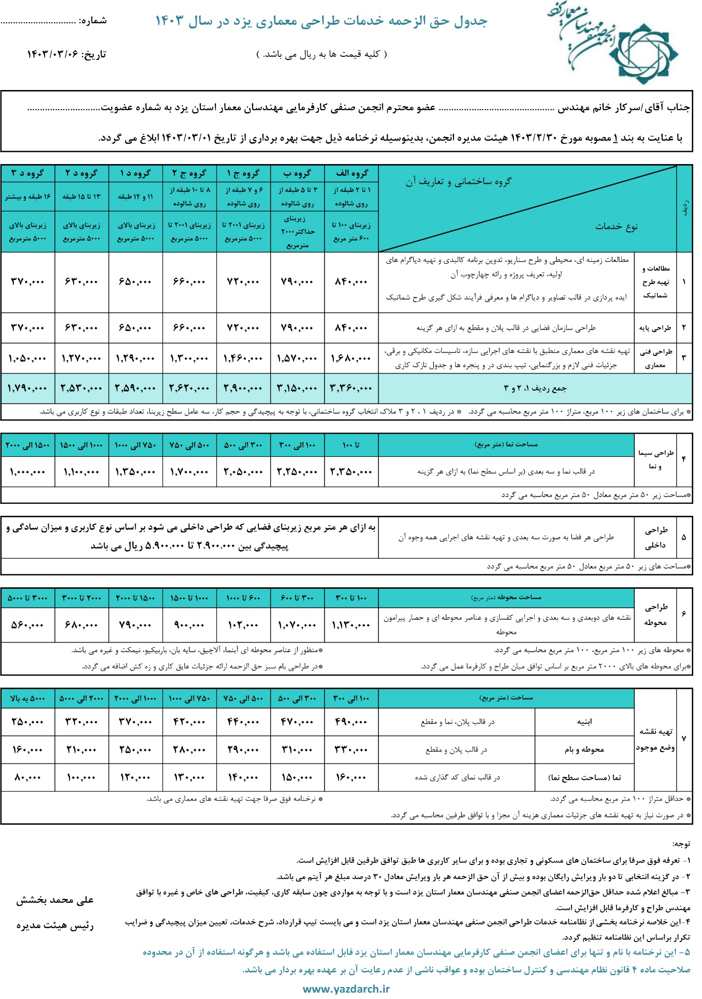 انجمن صنفی مهندسان معماری یزد
جدول حق الزحمه خدمات طراحی معماری یزد در سال ۱۴۰۳
شماره: ..............................
( کلیه قیمت ها به ریال می باشد. )
تاریخ: ۱۴۰۳/۰۳/۰۶
جناب آقای/سرکار خانم مهندس .............................................. عضو محترم انجمن صنفی کارفرمایی مهندسان معمار استان یزد به شماره عضویت.............................
با عنایت به بند ۱ مصوبه مورخ ۱۴۰۳/۲/۳۰ هیئت مدیره انجمن، بدینوسیله نرخنامه ذیل جهت بهره برداری از تاریخ ۱۴۰۳/۰۳/۰۱ ابلاغ می گردد.
ردیف
گروه ساختمانی و تعاریف آن
نوع خدمات
گروه الف گروه ب گروه ج ۱ گروه ج ۲ گروه د ۱ گروه د ۲ گروه د ۳
۱ تا ۲ طبقه از روی شالوده ۳ تا ۵ طبقه از روی شالوده ۶ و ۷ طبقه از روی شالوده ۸ تا ۱۰ طبقه از روی شالوده ۱۱ و ۱۲ طبقه ۱۳ تا ۱۵ طبقه ۱۶ طبقه و بیشتر
زیربنای ۱۰۰ تا ۶۰۰ متر مربع زیربنای حداکثر۲۰۰۰ مترمربع زیربنای ۲۰۰۱ تا ۵۰۰۰ مترمربع زیربنای ۲۰۰۱ تا ۵۰۰۰ مترمربع زیربنای بالای ۵۰۰۰ مترمربع زیربنای بالای ۵۰۰۰ مترمربع زیربنای بالای ۵۰۰۰ مترمربع
۱ مطالعات و تهیه طرح شماتیک
مطالعات زمینه ای، محیطی و طرح سناریو، تدوین برنامه کالبدی و تهیه دیاگرام های
اولیه، تعریف پروژه و رائه چهارچوب آن
ایده پردازی در قالب تصاویر و دیاگرام ها و معرفی فرآیند شکل گیری طرح شماتیک
۸۴۰,۰۰۰ ۷۹۰,۰۰۰ ۷۲۰,۰۰۰ ۶۶۰,۰۰۰ ۶۵۰,۰۰۰ ۶۳۰,۰۰۰ ۳۷۰,۰۰۰
۲ طراحی پایه طراحی سازمان فضایی در قالب پلان و مقطع به ازای هر گزینه ۸۴۰,۰۰۰ ۷۹۰,۰۰۰ ۷۲۰,۰۰۰ ۶۶۰,۰۰۰ ۶۵۰,۰۰۰ ۶۳۰,۰۰۰ ۳۷۰,۰۰۰
۳ طراحی فنی معماری
تهیه نقشه های معماری منطبق با نقشه های اجرایی سازه، تاسیسات مکانیکی و برقی،
جزئیات فنی لازم و بزرگنمایی، تیپ بندی در و پنجره ها و جدول نازک کاری
۱,۶۸۰,۰۰۰ ۱,۵۷۰,۰۰۰ ۱,۴۶۰,۰۰۰ ۱,۳۰۰,۰۰۰ ۱,۲۹۰,۰۰۰ ۱,۲۷۰,۰۰۰ ۱,۰۵۰,۰۰۰
جمع ردیف ۱، ۲ و ۳ ۳,۳۶۰,۰۰۰ ۳,۱۵۰,۰۰۰ ۲,۹۰۰,۰۰۰ ۲,۶۲۰,۰۰۰ ۲,۵۹۰,۰۰۰ ۲,۵۳۰,۰۰۰ ۱,۷۹۰,۰۰۰
* برای ساختمان های زیر ۱۰۰ مربع، متراژ ۱۰۰ متر مربع محاسبه می گردد. * در ردیف ۱ ، ۲ و ۳ ملاک انتخاب گروه ساختمانی، با توجه به پیچیدگی و حجم کار، سه عامل سطح زیربنا، تعداد طبقات و نوع کاربری می باشد.
۴ طراحی سیما و نما
مساحت نما (متر مربع) تا ۱۰۰ ۱۰۰ الی ۳۰۰ ۳۰۰ الی ۵۰۰ ۵۰۰ الی ۷۵۰ ۷۵۰ الی ۱۰۰۰ ۱۰۰۰ الی ۱۵۰۰ ۱۵۰۰ الی ۲۰۰۰
در قالب نما و سه بعدی (بر اساس سطح نما) به ازای هر گزینه ۲,۳۵۰,۰۰۰ ۲,۲۵۰,۰۰۰ ۲,۰۵۰,۰۰۰ ۱,۷۰۰,۰۰۰ ۱,۳۵۰,۰۰۰ ۱,۱۰۰,۰۰۰ ۱,۰۰۰,۰۰۰
*مساحت زیر ۵۰ متر مربع معادل ۵۰ متر مربع محاسبه می گردد
۵ طراحی داخلی
طراحی هر فضا به صورت سه بعدی و تهیه نقشه های اجرایی همه وجوه آن
به ازای هر متر مربع زیربنای فضایی که طراحی داخلی می شود بر اساس نوع کاربری و میزان سادگی و
پیچیدگی بین ۲.۹۰۰.۰۰۰ تا ۵.۹۰۰.۰۰۰ ریال می باشد
*مساحت های زیر ۵۰ متر مربع معادل ۵۰ متر مربع محاسبه می گردد
۶ طراحی محوطه
مساحت محوطه (متر مربع) ۱۰۰ تا ۳۰۰ ۳۰۰ تا ۶۰۰ ۶۰۰ تا ۱۰۰۰ ۱۰۰۰ تا ۱۵۰۰ ۱۵۰۰ تا ۲۰۰۰ ۲۰۰۰ تا ۳۰۰۰ ۳۰۰۰ تا ۵۰۰۰
نقشه های دوبعدی و سه بعدی و اجرایی کفسازی و عناصر محوطه ای و حصار پیرامون
محوطه
۱,۱۳۰,۰۰۰ ۱,۰۷۰,۰۰۰ ۱۰۲,۰۰۰ ۹۰۰,۰۰۰ ۷۹۰,۰۰۰ ۶۸۰,۰۰۰ ۵۶۰,۰۰۰
* محوطه های زیر ۱۰۰ متر مربع، ۱۰۰ متر مربع محاسبه می گردد. *منظور از عناصر محوطه ای آبنما، آلاچیق، سایه بان، باربیکیو، نیمکت و غیره می باشد.
*برای محوطه های بالای ۲۰۰۰ متر مربع بر اساس توافق میان طراح و کارفرما عمل می گردد. *در طراحی بام سبز حق الزحمه ارائه جزئیات عایق کاری و زه کش اضافه می گردد.
۷ تهیه نقشه وضع موجود
مساحت (متر مربع) ۱۰۰ الی ۳۰۰ ۳۰۰ الی ۵۰۰ ۵۰۰ الی ۷۵۰ ۷۵۰ الی ۱۰۰۰ ۱۰۰۰ الی ۲۰۰۰ ۲۰۰۰ الی ۵۰۰۰ ۵۰۰۰ به بالا
ابنیه در قالب پلان، نما و مقطع ۴۹۰,۰۰۰ ۴۷۰,۰۰۰ ۴۴۰,۰۰۰ ۴۲۰,۰۰۰ ۳۷۰,۰۰۰ ۳۲۰,۰۰۰ ۲۵۰,۰۰۰
محوطه و بام در قالب پلان و مقطع ۳۳۰,۰۰۰ ۳۱۰,۰۰۰ ۲۹۰,۰۰۰ ۲۸۰,۰۰۰ ۲۵۰,۰۰۰ ۲۱۰,۰۰۰ ۱۶۰,۰۰۰
نما (مساحت سطح نما) در قالب نمای کد گذاری شده ۱۶۰,۰۰۰ ۱۵۰,۰۰۰ ۱۴۰,۰۰۰ ۱۳۰,۰۰۰ ۱۲۰,۰۰۰ ۱۰۰,۰۰۰ ۸۰,۰۰۰
* حداقل متراژ ۱۰۰ متر مربع محاسبه می گردد. * نرخنامه فوق صرفا جهت تهیه نقشه های معماری می باشد.
* در صورت نیاز به تهیه نقشه های جزئیات معماری هزینه آن مجزا و با توافق طرفین محاسبه می گردد.
توجه:
۱- تعرفه فوق صرفا برای ساختمان های مسکونی و تجاری بوده و برای سایر کاربری ها طبق توافق طرفین قابل افزایش است.
۲- در گزینه انتخابی تا دو بار ویرایش رایگان بوده و بیش از آن حق الزحمه هر بار ویرایش معادل ۳۰ درصد مبلغ هر آیتم می باشد.
۳- مبالغ اعلام شده حداقل حق‌الزحمه اعضای انجمن صنفی مهندسان معمار استان یزد است و با توجه به مواردی چون سابقه کاری، کیفیت، طراحی های خاص و غیره با توافق
مهندس طراح و کارفرما قابل افزایش است.
۴-این خلاصه نرخنامه بخشی از نظامنامه خدمات طراحی انجمن صنفی مهندسان معمار استان یزد است و می بایست تیپ قرارداد، شرح خدمات، تعیین میزان پیچیدگی و ضرایب
تکرار براساس این نظامنامه تنظیم گردد.
۵- این نرخنامه با نام و تنها برای اعضای انجمن صنفی کارفرمایی مهندسان معمار استان یزد قابل استفاده می باشد و هرگونه استفاده از آن در محدوده
صلاحیت ماده ۴ قانون نظام مهندسی و کنترل ساختمان بوده و عواقب ناشی از عدم رعایت آن بر عهده بهره بردار می باشد.
علی محمد بخشش
رئیس هیئت مدیره
www.yazdarch.ir